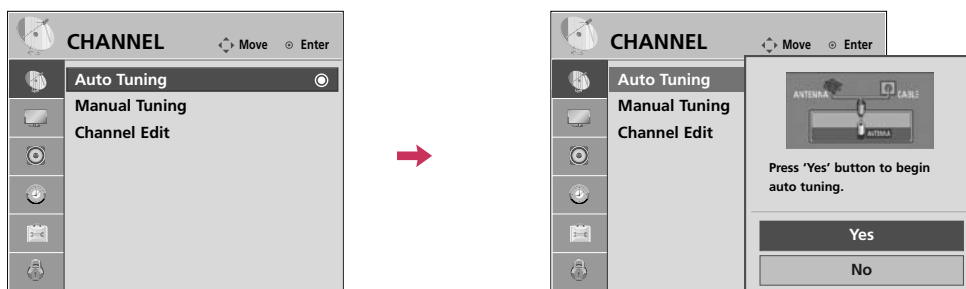 CHANNEL Move Enter
Auto Tuning
Manual Tuning
Channel Edit
CHANNEL Move Enter
Auto Tuning
Manual Tuning
Channel Edit
ANTENNA CABLE
ANTENNA
Press ‘Yes’ button to begin
auto tuning.
Yes
No